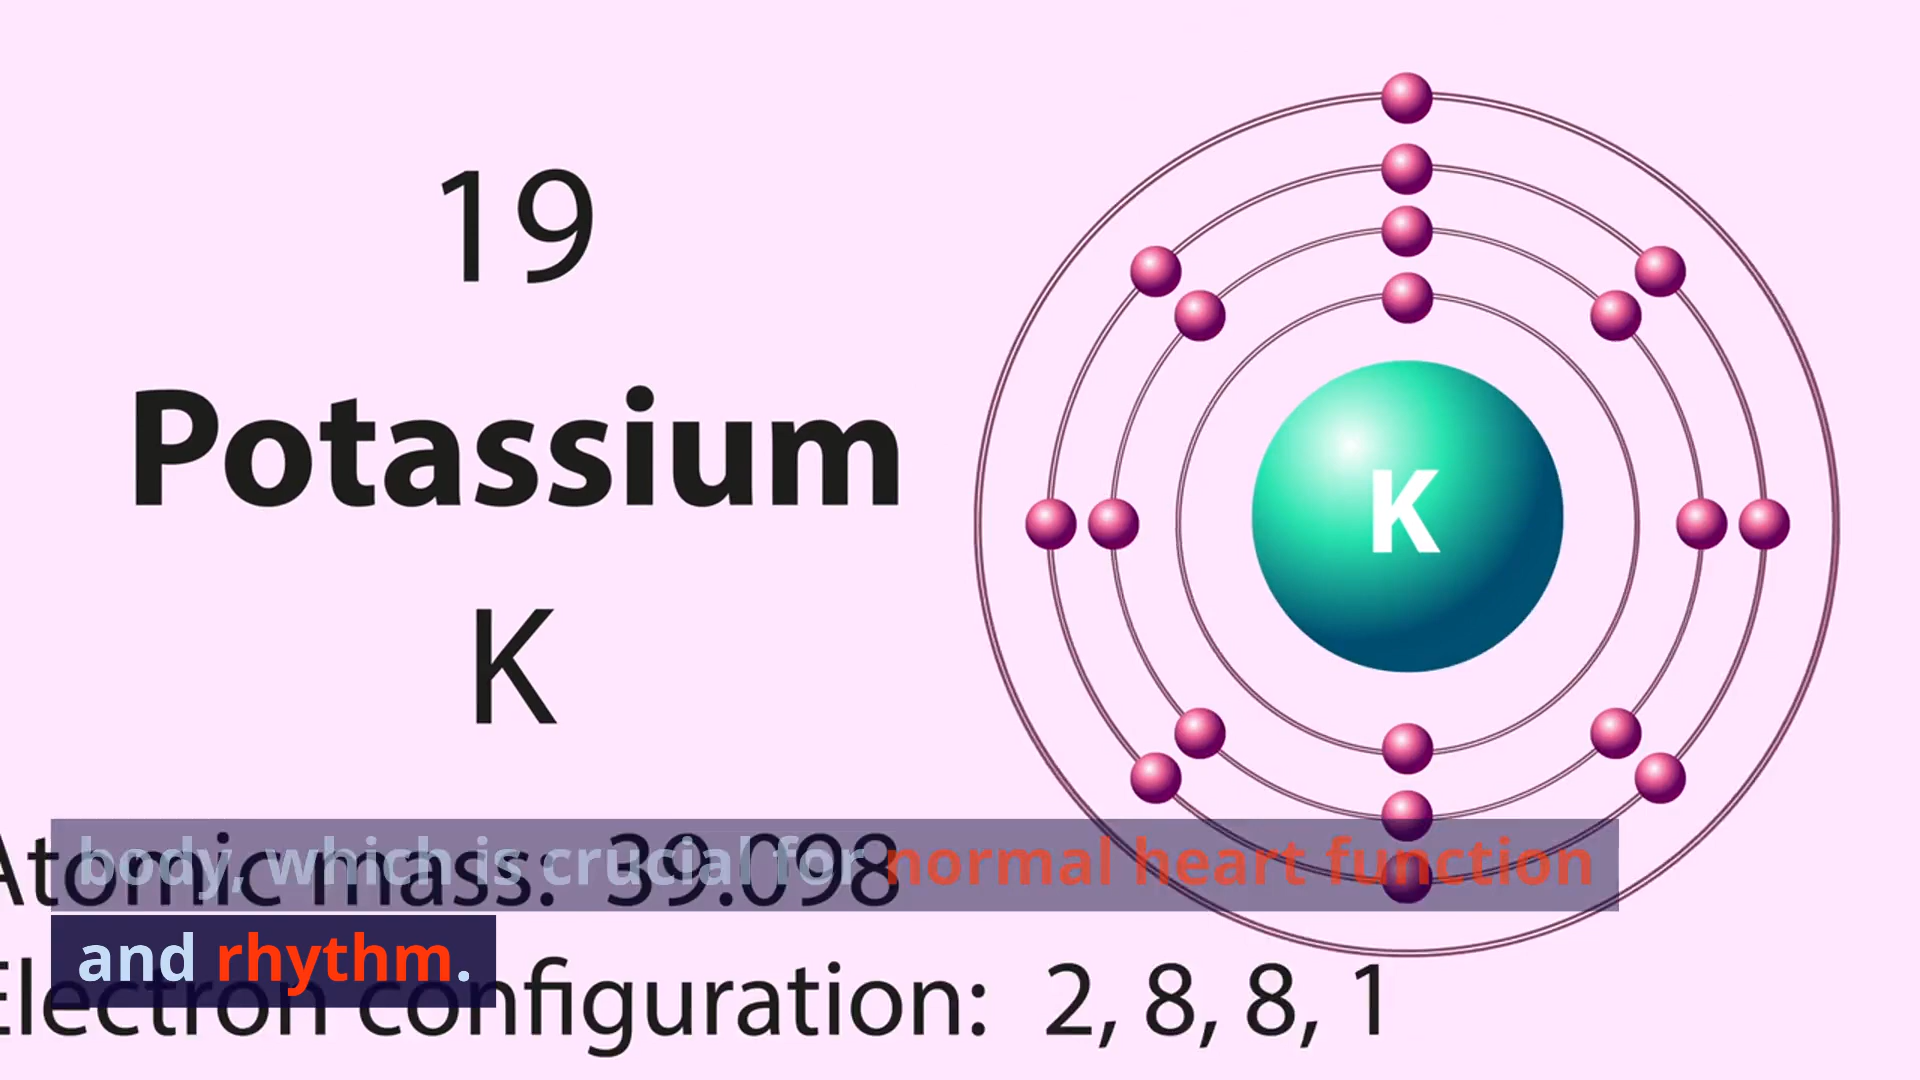 19
Potassium
K
K
Atomic mass: 39.098
body, which is crucial for normal heart function
and rhythm.
Electron configuration: 2, 8, 8, 1